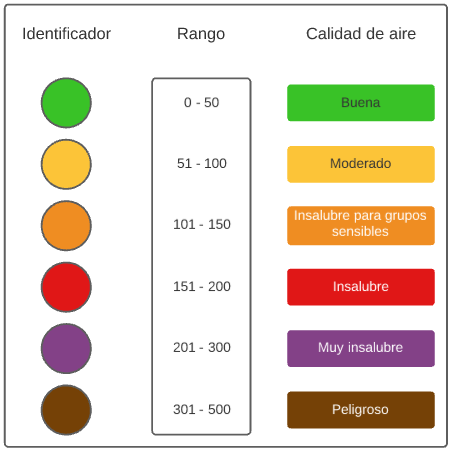 Identificador Rango Calidad de aire
0 - 50 Buena
51 - 100 Moderado
101 - 150 Insalubre para grupos
sensibles
151 - 200 Insalubre
201 - 300 Muy insalubre
301 - 500 Peligroso